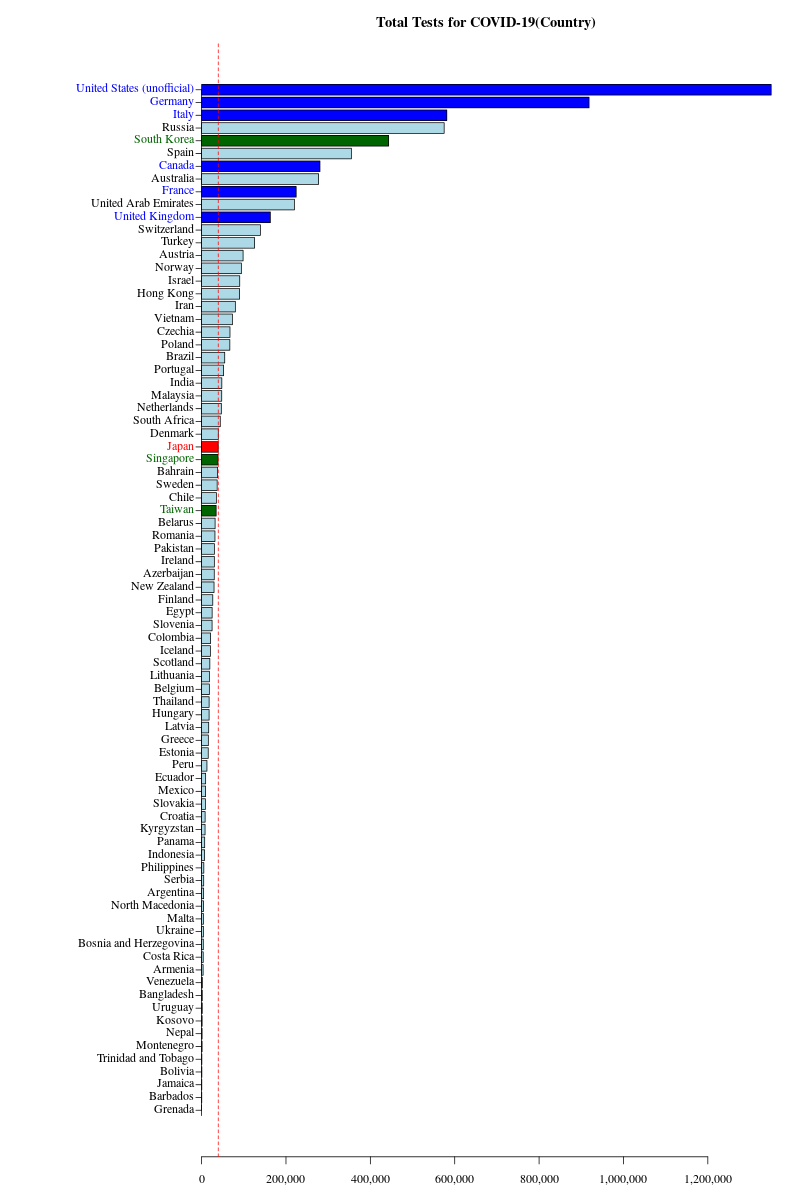 Total Tests for COVID-19(Country)
United States (unofficial)
Germany
Italy
Russia
South Korea
Spain
Canada
Australia
France
United Arab Emirates
United Kingdom
Switzerland
Turkey
Austria
Norway
Israel
Hong Kong
Iran
Vietnam
Czechia
Poland
Brazil
Portugal
India
Malaysia
Netherlands
South Africa
Denmark
Japan
Singapore
Bahrain
Sweden
Chile
Taiwan
Belarus
Romania
Pakistan
Ireland
Azerbaijan
New Zealand
Finland
Egypt
Slovenia
Colombia
Iceland
Scotland
Lithuania
Belgium
Thailand
Hungary
Latvia
Greece
Estonia
Peru
Ecuador
Mexico
Slovakia
Croatia
Kyrgyzstan
Panama
Indonesia
Philippines
Serbia
Argentina
North Macedonia
Malta
Ukraine
Bosnia and Herzegovina
Costa Rica
Armenia
Venezuela
Bangladesh
Uruguay
Kosovo
Nepal
Montenegro
Trinidad and Tobago
Bolivia
Jamaica
Barbados
Grenada
0 200,000 400,000 600,000 800,000 1,000,000 1,200,000